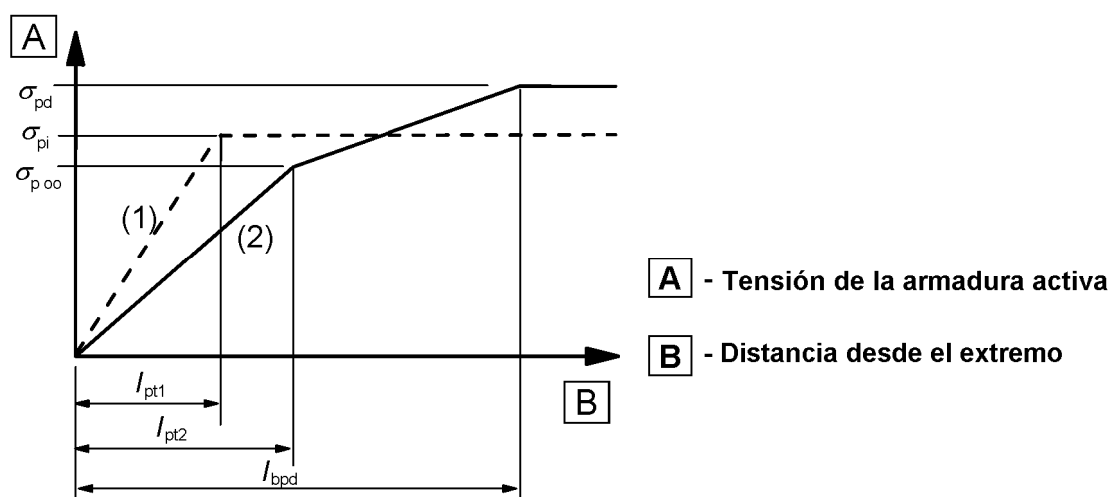 A
σpd
σpi
σp oo
(1)
(2)
A - Tensión de la armadura activa
B - Distancia desde el extremo
B
lpt1
lpt2
lbpd